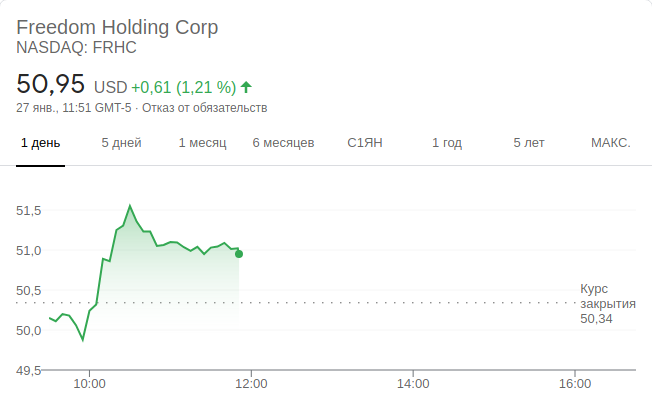 Freedom Holding Corp
NASDAQ: FRHC
50,95 USD +0,61 (1,21 %)
27 янв., 11:51 GMT-5 · Отказ от обязательств
1 день 5 дней 1 месяц 6 месяцев С1ЯН 1 год 5 лет МАКС.
51,5
51,0
50,5
Курс
закрытия
50,34
50,0
49,5
10:00 12:00 14:00 16:00